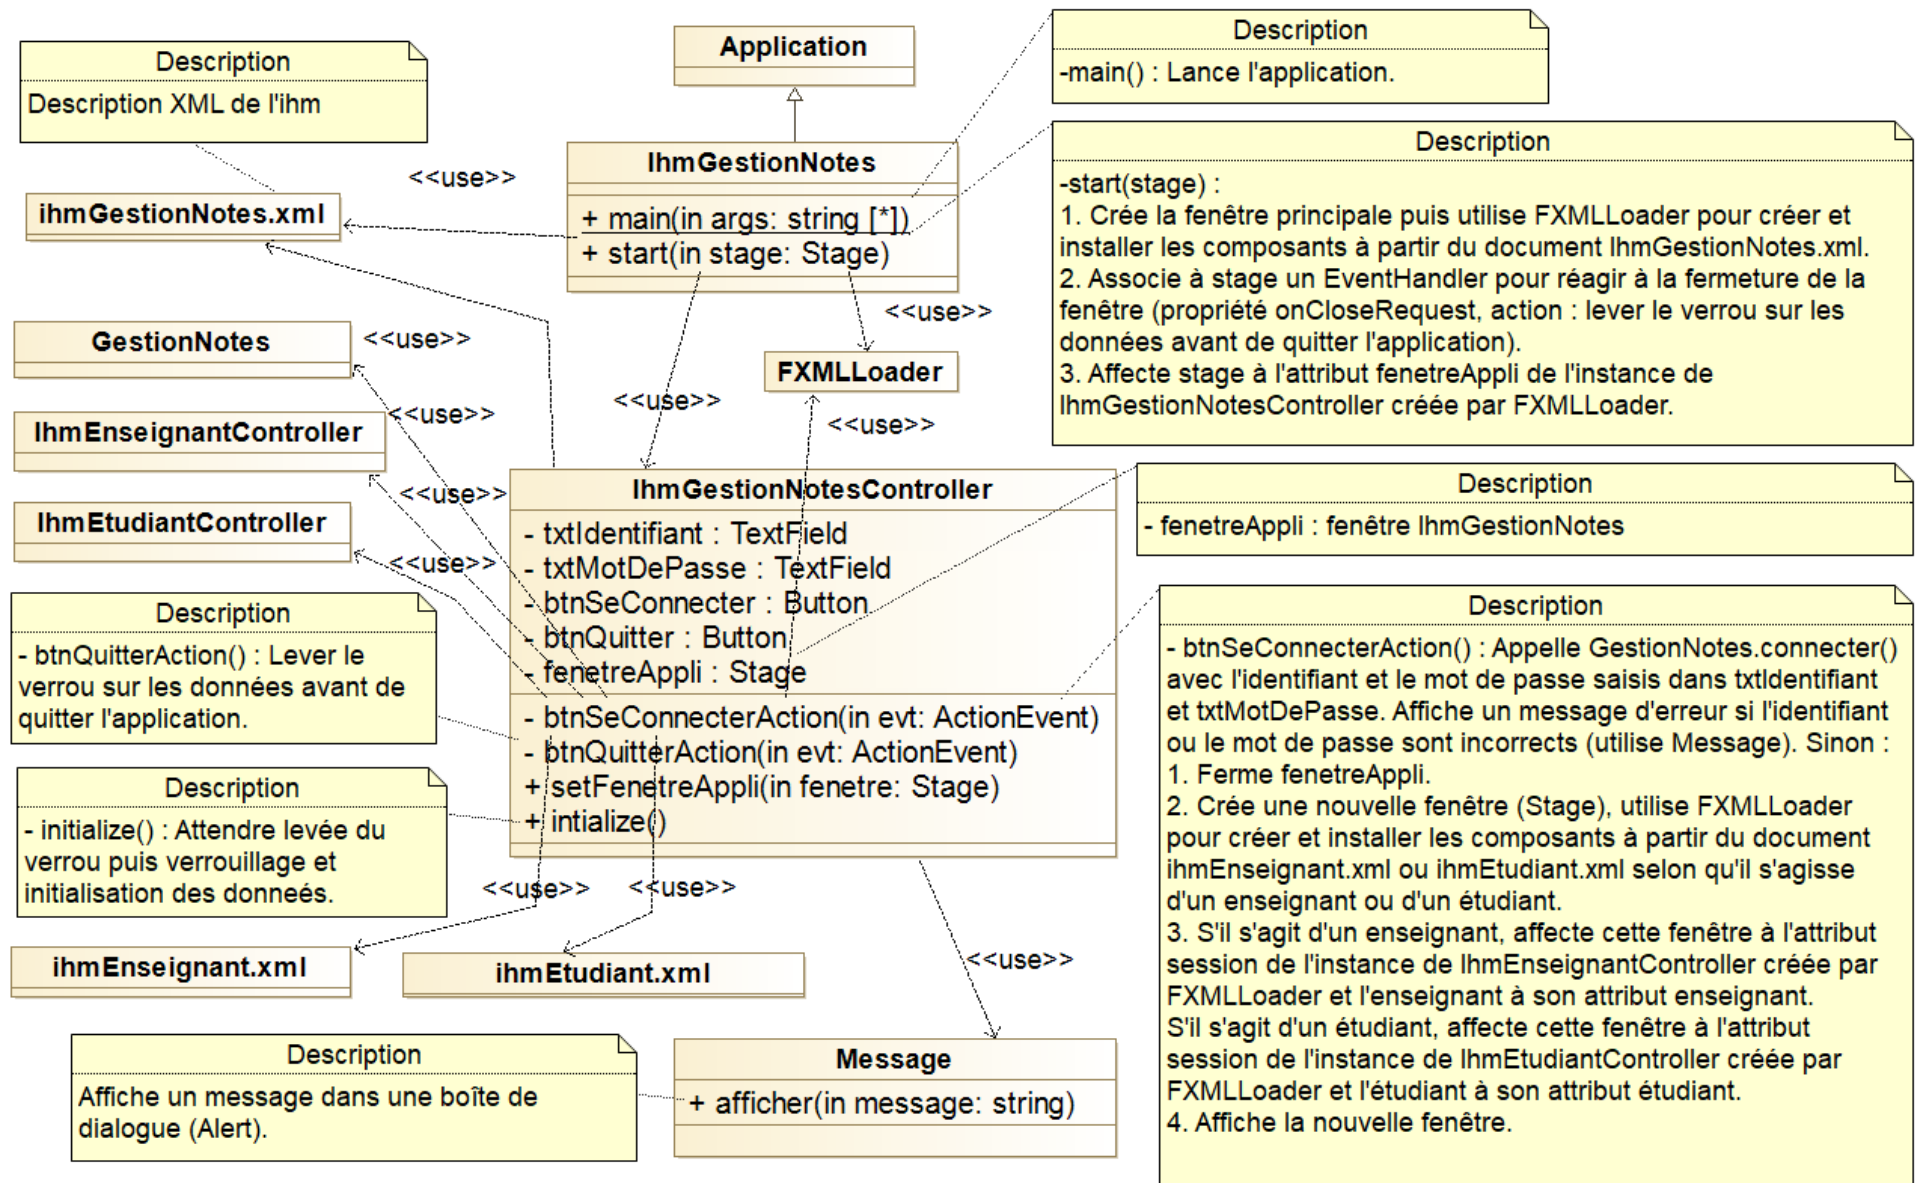 Description
Description XML de l'ihm
Application
Description
-main() : Lance l'application.
IhmGestionNotes
+ main(in args: string [*])
+ start(in stage: Stage)
<<use>>
ihmGestionNotes.xml
Description
-start(stage) :
1. Crée la fenêtre principale puis utilise FXMLLoader pour créer et
installer les composants à partir du document IhmGestionNotes.xml.
2. Associe à stage un EventHandler pour réagir à la fermeture de la
fenêtre (propriété onCloseRequest, action : lever le verrou sur les
données avant de quitter l'application).
3. Affecte stage à l'attribut fenetreAppli de l'instance de
IhmGestionNotesController créée par FXMLLoader.
<<use>>
GestionNotes
<<use>>
FXMLLoader
<<use>>
<<use>>
<<use>>
IhmEnseignantController
<<use>>
IhmEtudiantController
<<use>>
IhmGestionNotesController
- txtIdentifiant : TextField
- txtMotDePasse : TextField
- btnSeConnecter : Button
- btnQuitter : Button
- fenetreAppli : Stage
- btnSeConnecterAction(in evt: ActionEvent)
- btnQuitterAction(in evt: ActionEvent)
+ setFenetreAppli(in fenetre: Stage)
+ intialize()
Description
- fenetreAppli : fenêtre IhmGestionNotes
Description
- btnQuitterAction() : Lever le
verrou sur les données avant de
quitter l'application.
Description
- initialize() : Attendre levée du
verrou puis verrouillage et
initialisation des donneés.
Description
- btnSeConnecterAction() : Appelle GestionNotes.connecter()
avec l'identifiant et le mot de passe saisis dans txtIdentifiant
et txtMotDePasse. Affiche un message d'erreur si l'identifiant
ou le mot de passe sont incorrects (utilise Message). Sinon :
1. Ferme fenetreAppli.
2. Crée une nouvelle fenêtre (Stage), utilise FXMLLoader
pour créer et installer les composants à partir du document
ihmEnseignant.xml ou ihmEtudiant.xml selon qu'il s'agisse
d'un enseignant ou d'un étudiant.
3. S'il s'agit d'un enseignant, affecte cette fenêtre à l'attribut
session de l'instance de IhmEnseignantController créée par
FXMLLoader et l'enseignant à son attribut enseignant.
S'il s'agit d'un étudiant, affecte cette fenêtre à l'attribut
session de l'instance de IhmEtudiantController créée par
FXMLLoader et l'étudiant à son attribut étudiant.
4. Affiche la nouvelle fenêtre.
<<use>>
<<use>>
ihmEnseignant.xml
ihmEtudiant.xml
<<use>>
Description
Affiche un message dans une boîte de
dialogue (Alert).
Message
+ afficher(in message: string)